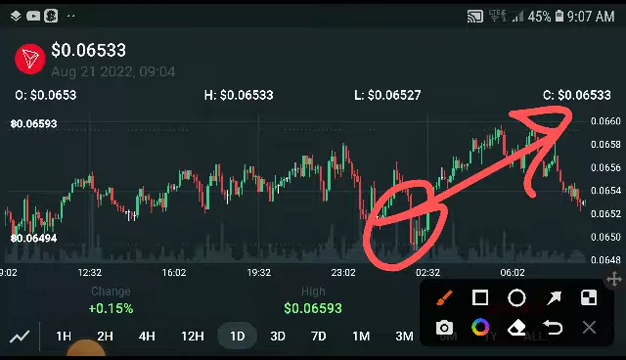 45% 9:07 AM
$0.06533
Aug 21 2022, 09:04
O: $0.0653 H: $0.06533 L: $0.06527 C: $0.06533
$0.06593
0.0660
0.0658
0.0656
0.0654
0.0652
$0.06494
0.0650
0.0648
9:02 12:32 16:02 19:32 23:02 02:32 06:02
Change High
+0.15% $0.06593
1H 2H 4H 12H 1D 3D 7D 1M 3M 6M 1Y ALL